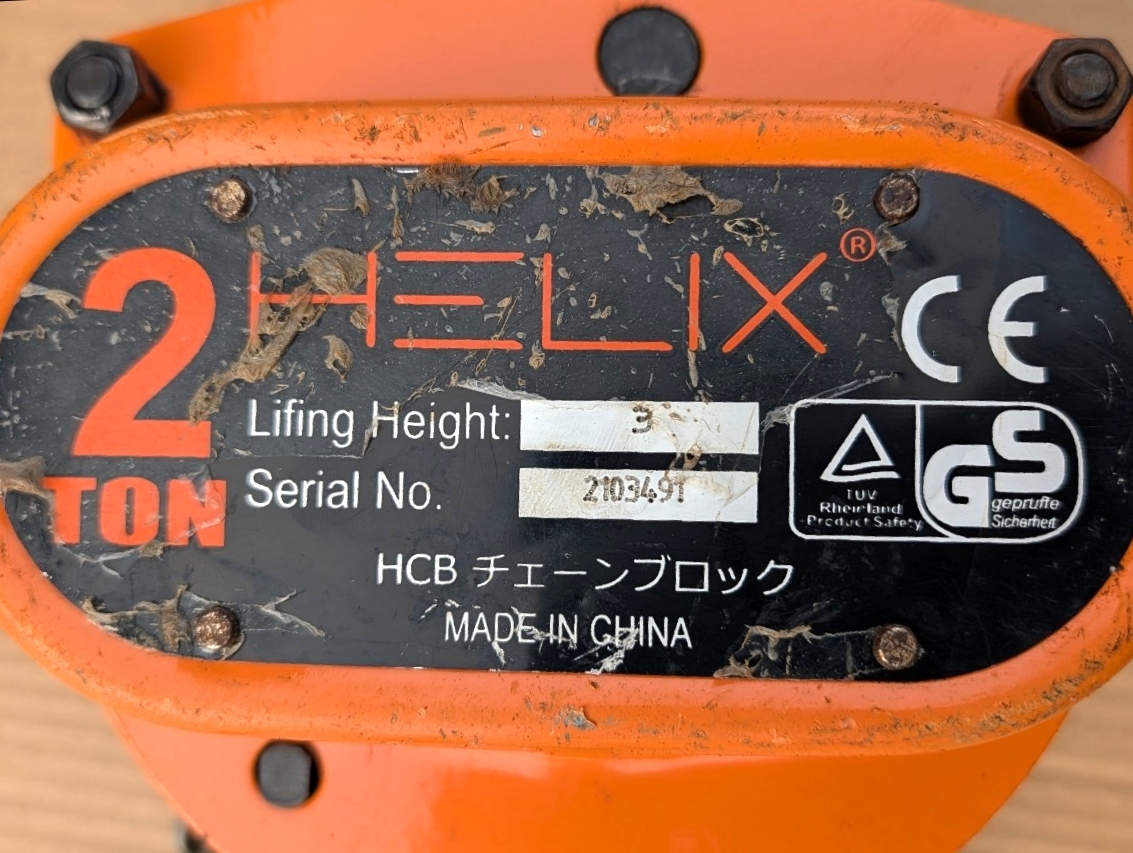 2 TON
HELIX®
CE
Lifing Height: 3
Serial No. 2103491
TUV
Rheinland
Product Safety
GS
geprufte
Sicherheit
HCB チェーンブロック
MADE IN CHINA